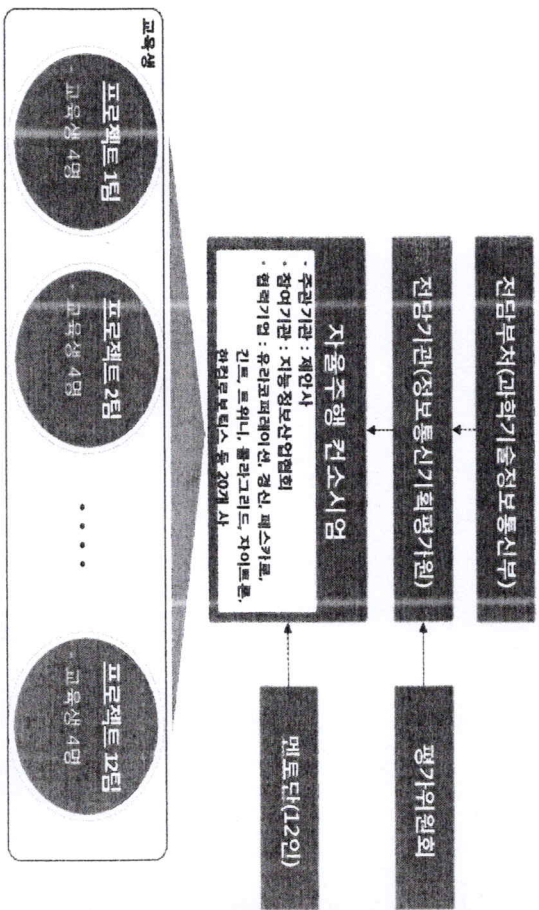 전담부처(과학기술정보통신부)
전담기관(정보통신기획평가원)
평가위원회
자율주행 컨소시엄
· 주관기관 : 제안사
· 참여기관 : 지능정보산업협회
· 협력기업 : 유라코퍼레이션, 경신, 페스카로,
긴트, 트위니, 폴라그리드, 자이트론,
한컴로보틱스 등 20개 사
멘토단(12인)
교육생
프로젝트 1팀
- 교육생 4명
프로젝트 2팀
- 교육생 4명
· · · ·
프로젝트 12팀
- 교육생 4명